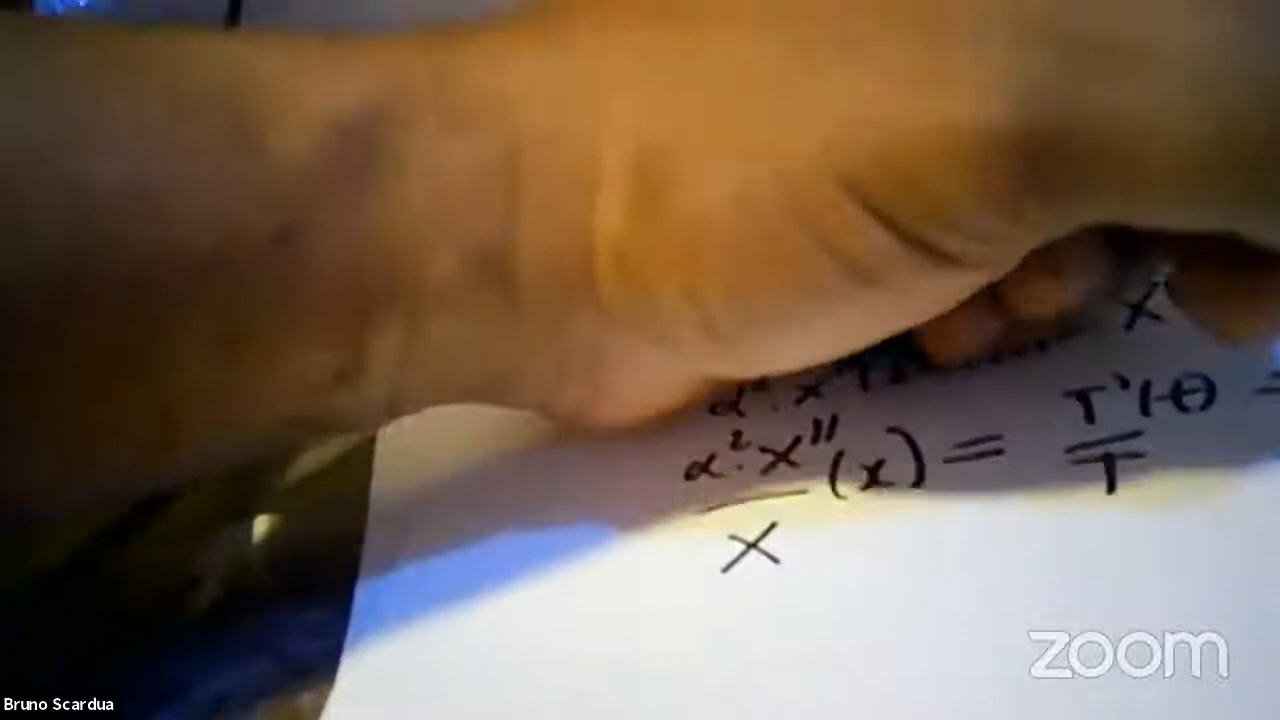 X
α² · X''(x) = T'(t) =
X T
zoom
Bruno Scardua